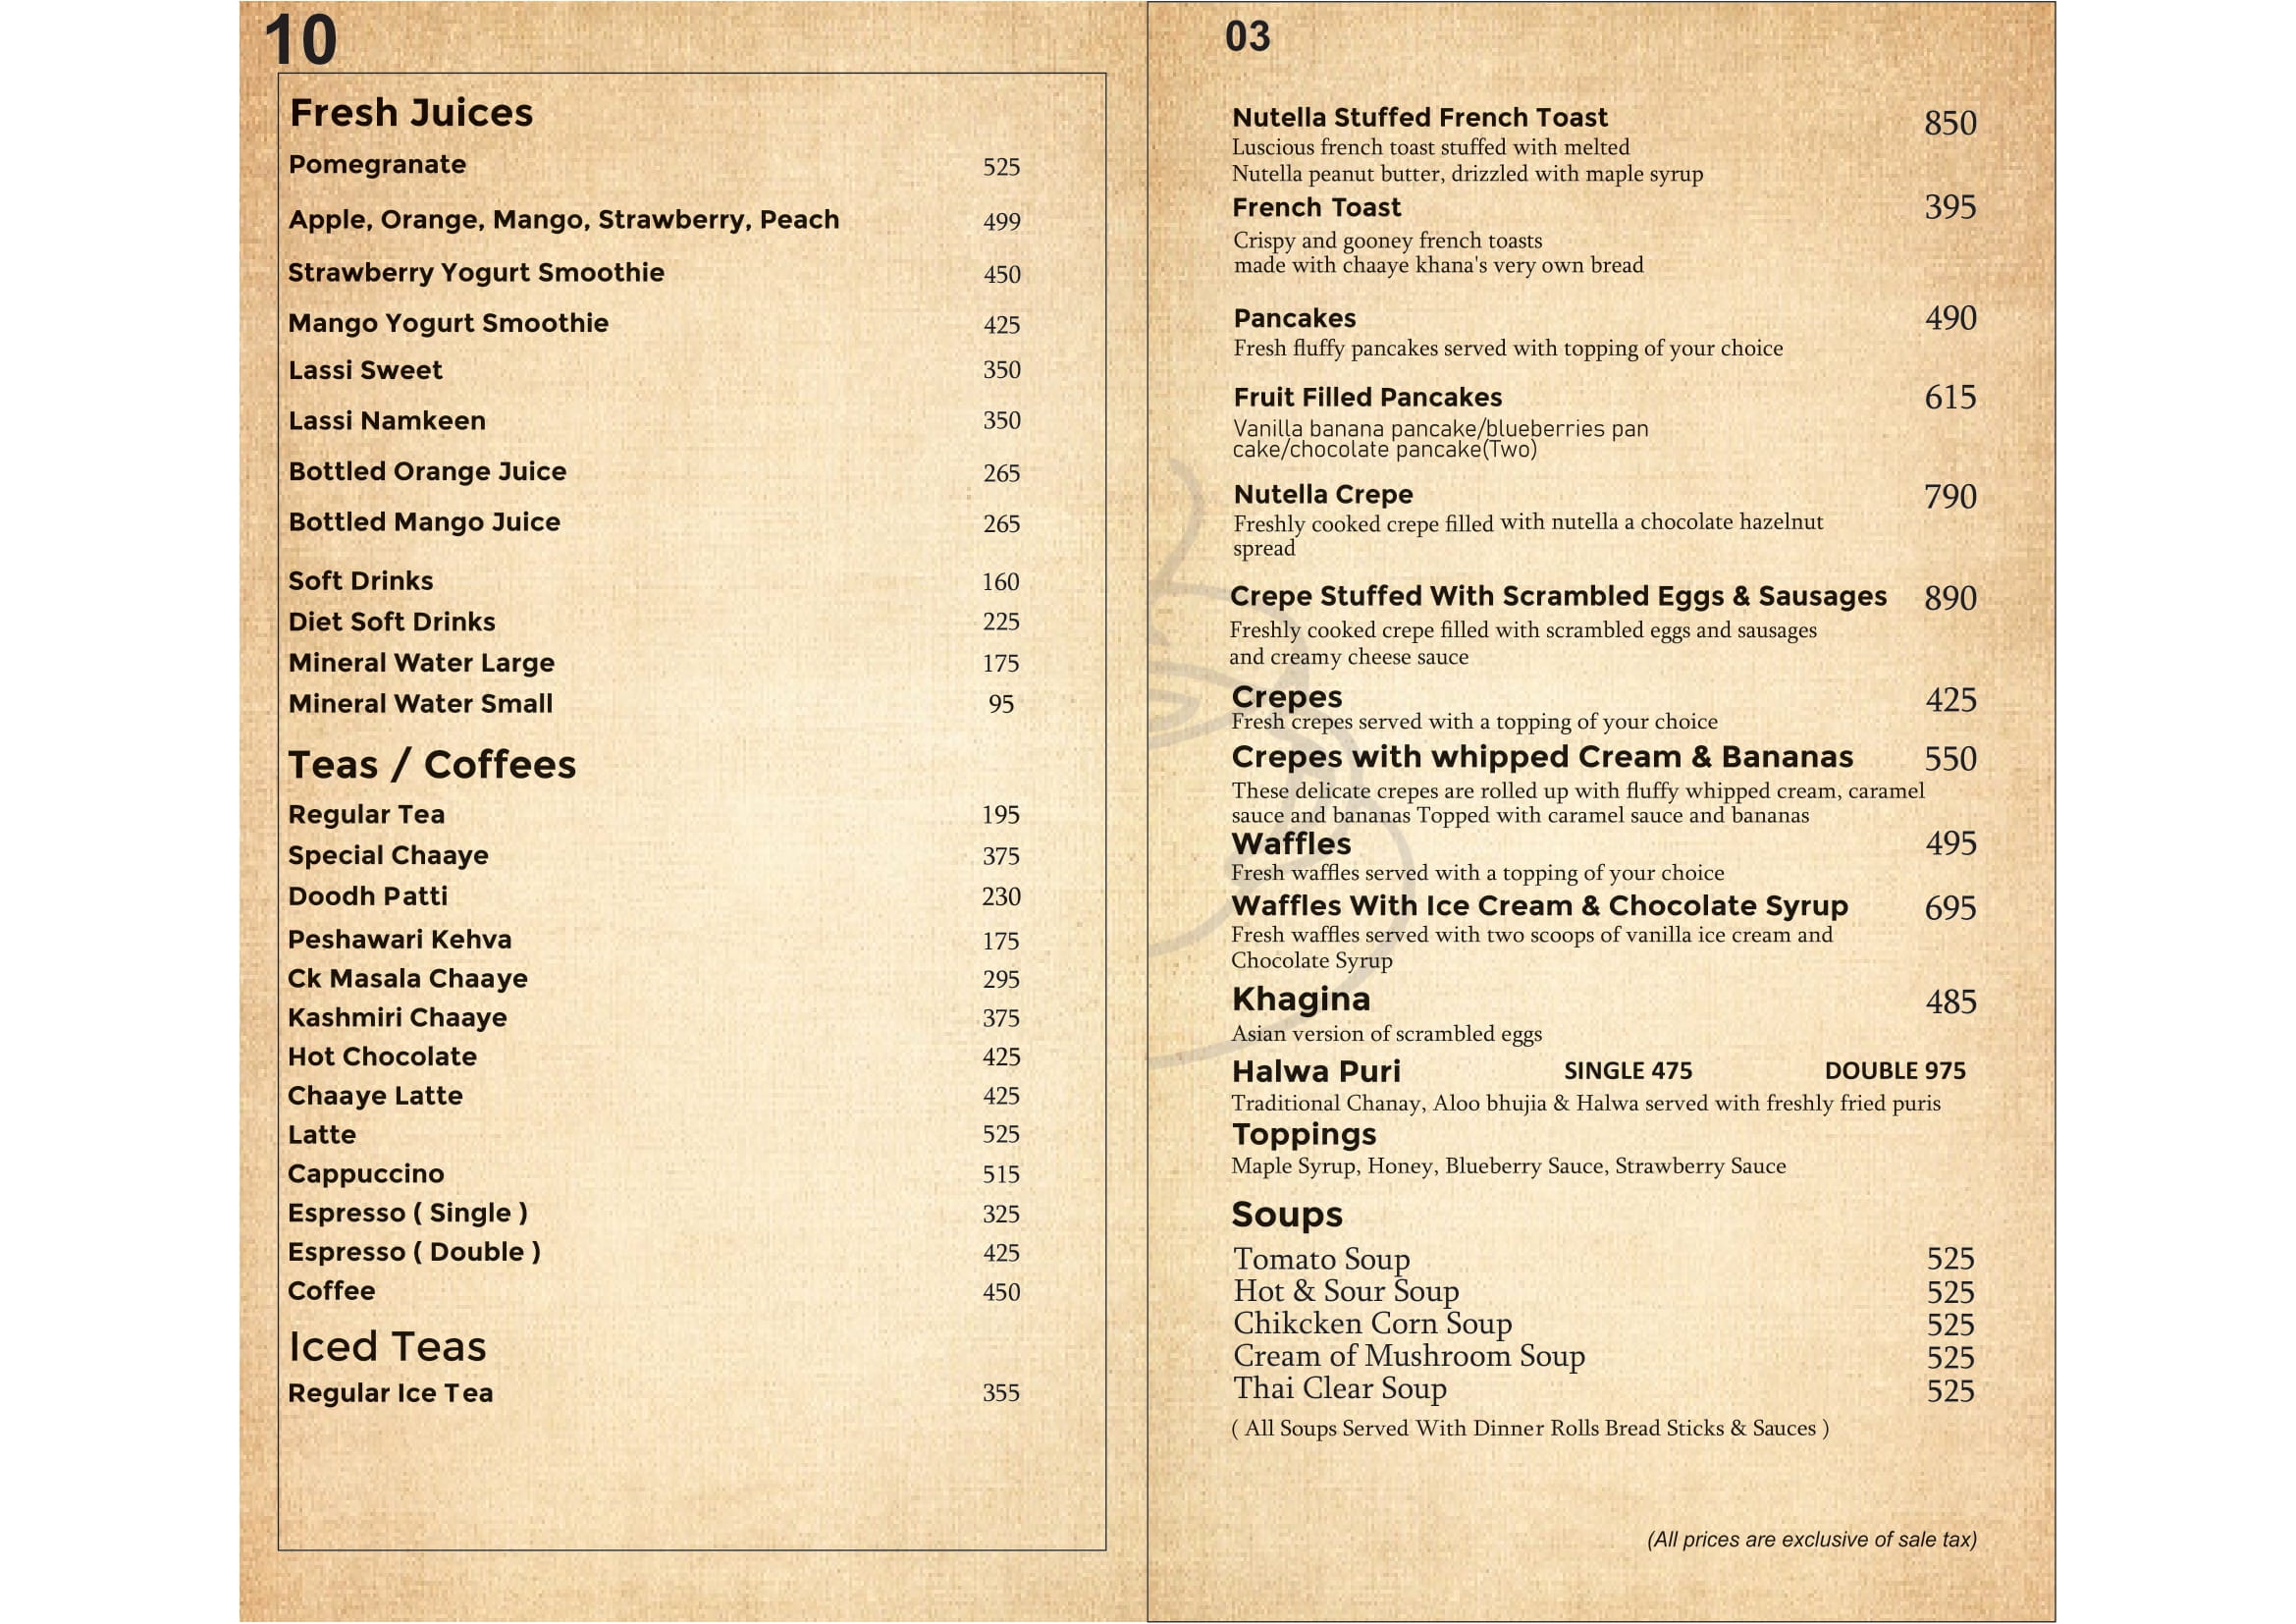 10
Fresh Juices
Pomegranate 525
Apple, Orange, Mango, Strawberry, Peach 499
Strawberry Yogurt Smoothie 450
Mango Yogurt Smoothie 425
Lassi Sweet 350
Lassi Namkeen 350
Bottled Orange Juice 265
Bottled Mango Juice 265
Soft Drinks 160
Diet Soft Drinks 225
Mineral Water Large 175
Mineral Water Small 95
Teas / Coffees
Regular Tea 195
Special Chaaye 375
Doodh Patti 230
Peshawari Kehva 175
Ck Masala Chaaye 295
Kashmiri Chaaye 375
Hot Chocolate 425
Chaaye Latte 425
Latte 525
Cappuccino 515
Espresso ( Single ) 325
Espresso ( Double ) 425
Coffee 450
Iced Teas
Regular Ice Tea 355
03
Nutella Stuffed French Toast 850
Luscious french toast stuffed with melted
Nutella peanut butter, drizzled with maple syrup
French Toast 395
Crispy and gooney french toasts
made with chaaye khana's very own bread
Pancakes 490
Fresh fluffy pancakes served with topping of your choice
Fruit Filled Pancakes 615
Vanilla banana pancake/blueberries pan
cake/chocolate pancake(Two)
Nutella Crepe 790
Freshly cooked crepe filled with nutella a chocolate hazelnut
spread
Crepe Stuffed With Scrambled Eggs & Sausages 890
Freshly cooked crepe filled with scrambled eggs and sausages
and creamy cheese sauce
Crepes 425
Fresh crepes served with a topping of your choice
Crepes with whipped Cream & Bananas 550
These delicate crepes are rolled up with fluffy whipped cream, caramel
sauce and bananas Topped with caramel sauce and bananas
Waffles 495
Fresh waffles served with a topping of your choice
Waffles With Ice Cream & Chocolate Syrup 695
Fresh waffles served with two scoops of vanilla ice cream and
Chocolate Syrup
Khagina 485
Asian version of scrambled eggs
Halwa Puri SINGLE 475 DOUBLE 975
Traditional Chanay, Aloo bhujia & Halwa served with freshly fried puris
Toppings
Maple Syrup, Honey, Blueberry Sauce, Strawberry Sauce
Soups
Tomato Soup 525
Hot & Sour Soup 525
Chikcken Corn Soup 525
Cream of Mushroom Soup 525
Thai Clear Soup 525
( All Soups Served With Dinner Rolls Bread Sticks & Sauces )
(All prices are exclusive of sale tax)